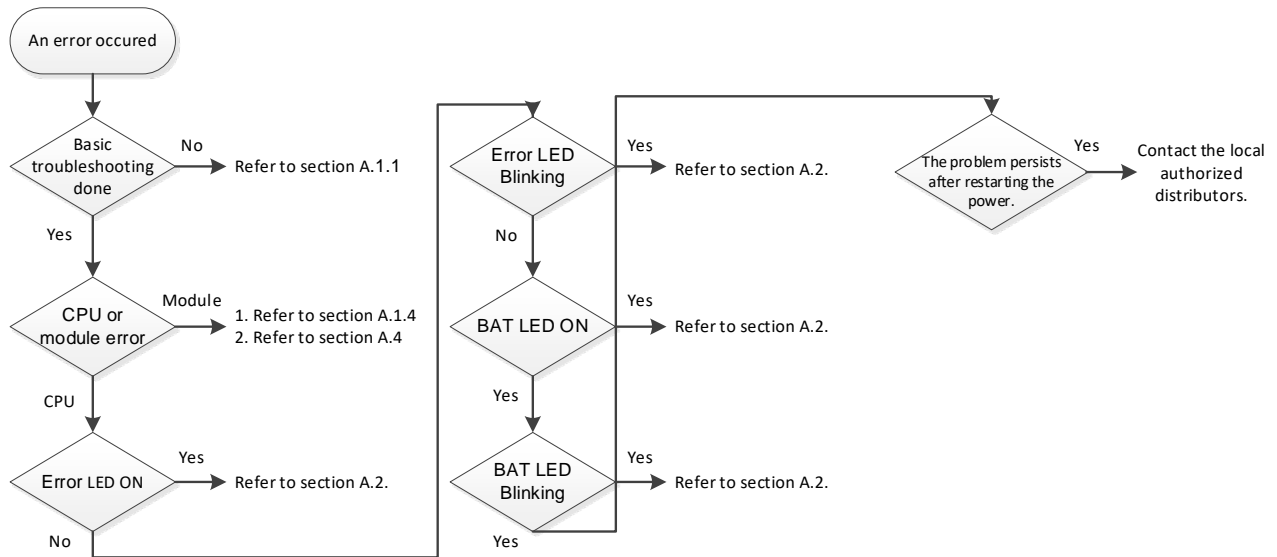 An error occured
Basic
troubleshooting
done
No
Refer to section A.1.1
Yes
CPU or
module error
Module
1. Refer to section A.1.4
2. Refer to section A.4
CPU
Error LED ON
Yes
Refer to section A.2.
No
Error LED
Blinking
Yes
Refer to section A.2.
No
BAT LED ON
Yes
Refer to section A.2.
Yes
BAT LED
Blinking
Yes
Refer to section A.2.
Yes
The problem persists
after restarting the
power.
Yes
Contact the local
authorized
distributors.